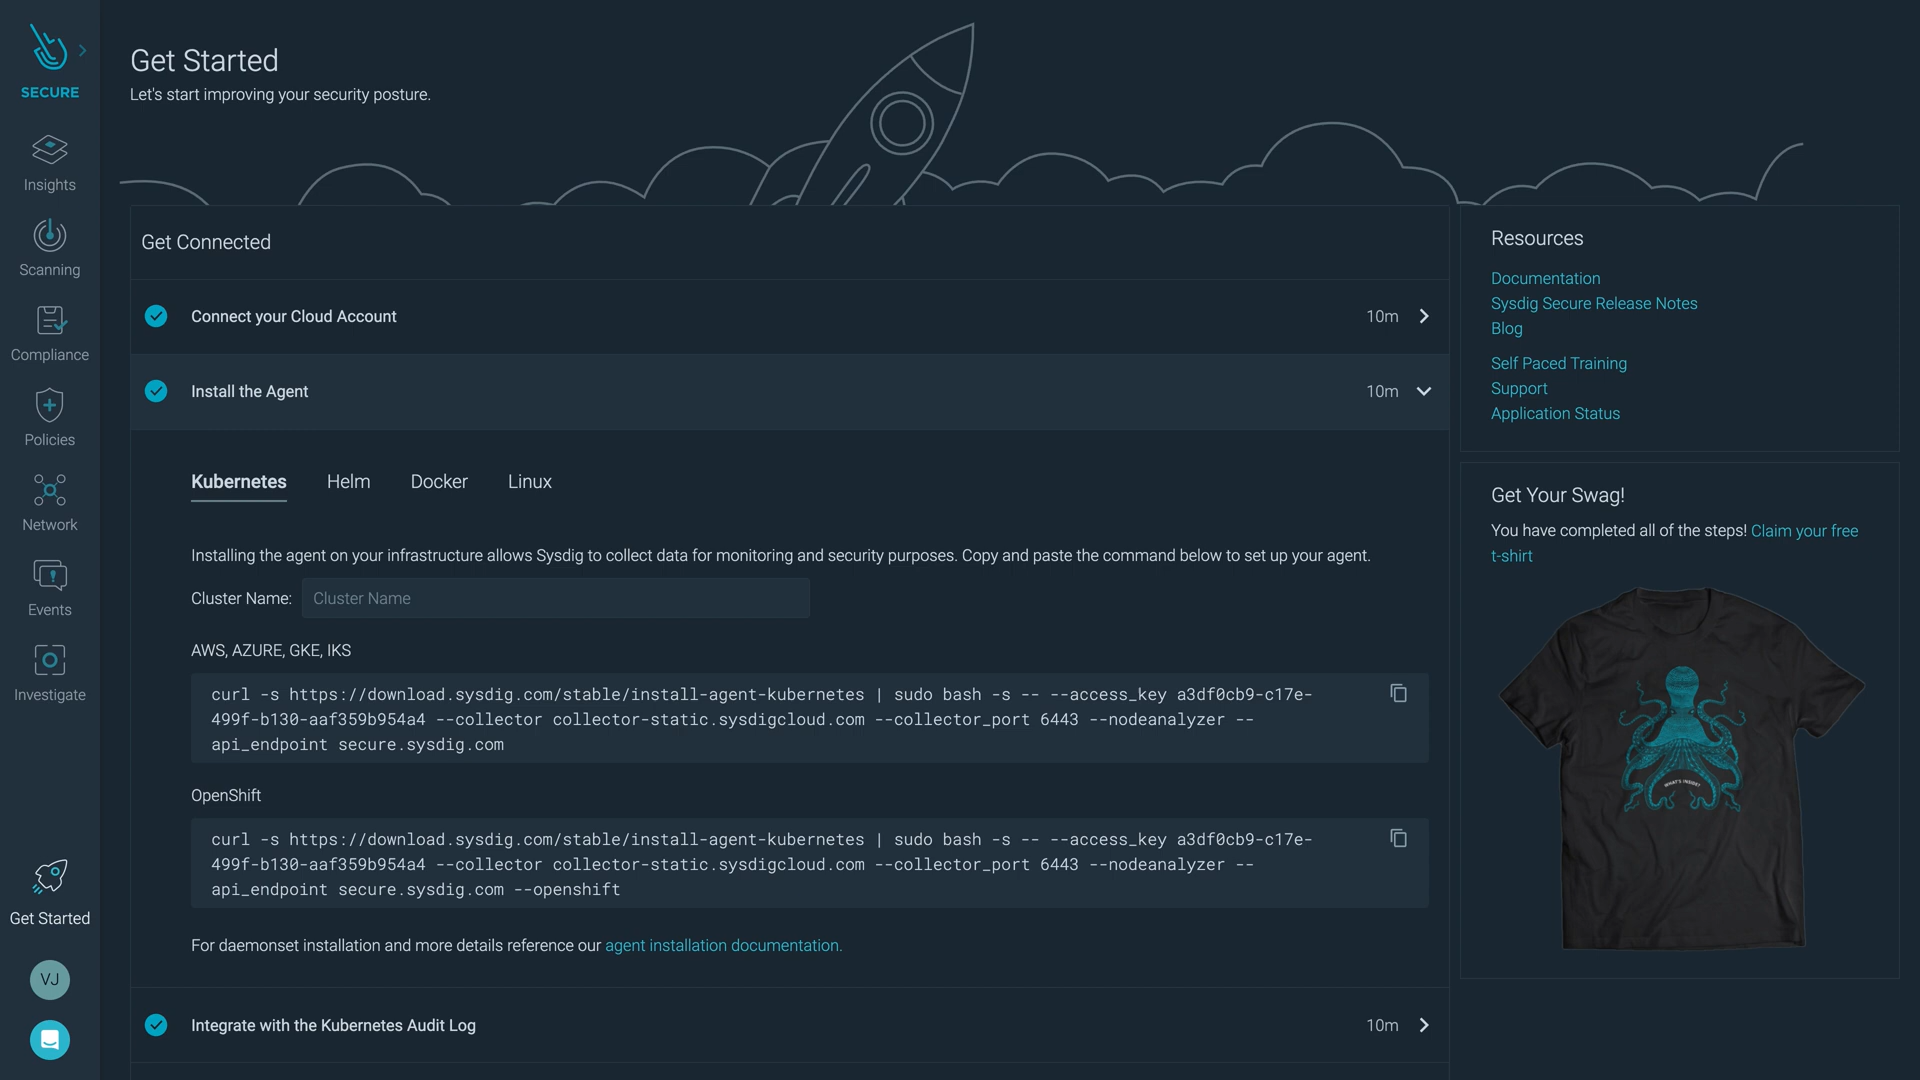 SECURE
Insights
Scanning
Compliance
Policies
Network
Events
Investigate
Get Started
VJ
Get Started
Let's start improving your security posture.
Get Connected
Connect your Cloud Account 10m
Install the Agent 10m
Kubernetes Helm Docker Linux
Installing the agent on your infrastructure allows Sysdig to collect data for monitoring and security purposes. Copy and paste the command below to set up your agent.
Cluster Name: Cluster Name
AWS, AZURE, GKE, IKS
curl -s https://download.sysdig.com/stable/install-agent-kubernetes | sudo bash -s -- --access_key a3df0cb9-c17e-
499f-b130-aaf359b954a4 --collector collector-static.sysdigcloud.com --collector_port 6443 --nodeanalyzer --
api_endpoint secure.sysdig.com
OpenShift
curl -s https://download.sysdig.com/stable/install-agent-kubernetes | sudo bash -s -- --access_key a3df0cb9-c17e-
499f-b130-aaf359b954a4 --collector collector-static.sysdigcloud.com --collector_port 6443 --nodeanalyzer --
api_endpoint secure.sysdig.com --openshift
For daemonset installation and more details reference our agent installation documentation.
Integrate with the Kubernetes Audit Log 10m
Resources
Documentation
Sysdig Secure Release Notes
Blog
Self Paced Training
Support
Application Status
Get Your Swag!
You have completed all of the steps! Claim your free
t-shirt
WHAT'S INSIDE?